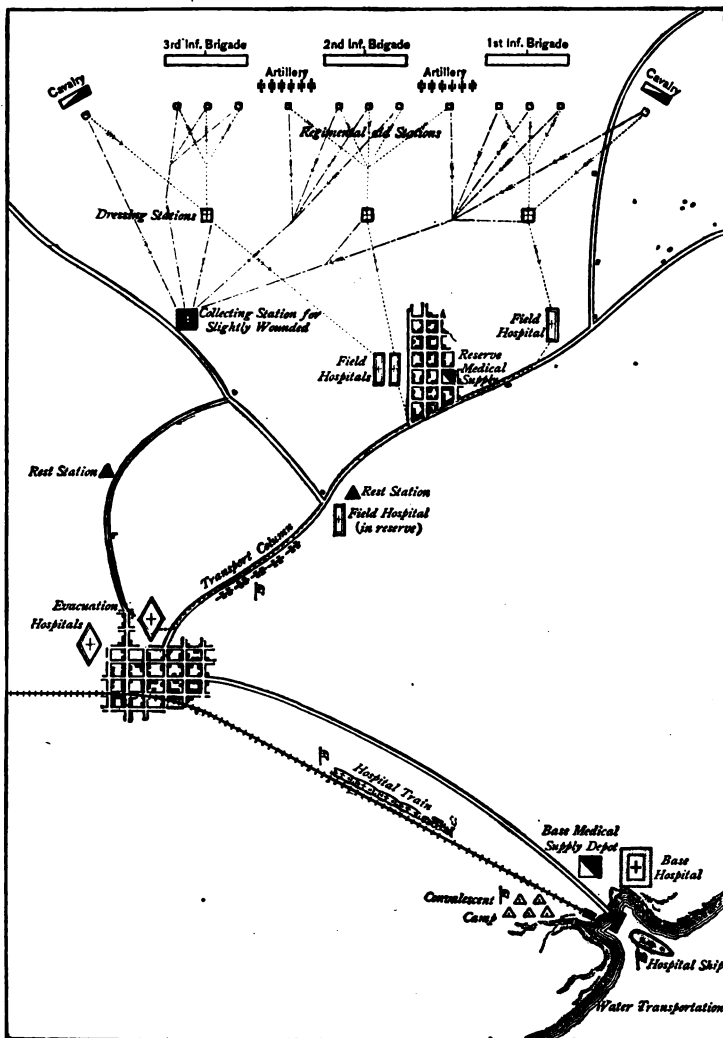 3rd Inf. Brigade
2nd Inf. Brigade
1st Inf. Brigade
Cavalry
Artillery
Artillery
Cavalry
Regimental aid Stations
Dressing Stations
Collecting Station for
Slightly Wounded
Field
Hospital
Field
Hospitals
Reserve
Medical
Supply
Rest Station
Rest Station
Field Hospital
(in reserve)
Transport Column
Evacuation
Hospitals
Hospital Train
Base Medical
Supply Depot
Base
Hospital
Convalescent
Camp
Hospital Ship
Water Transportation